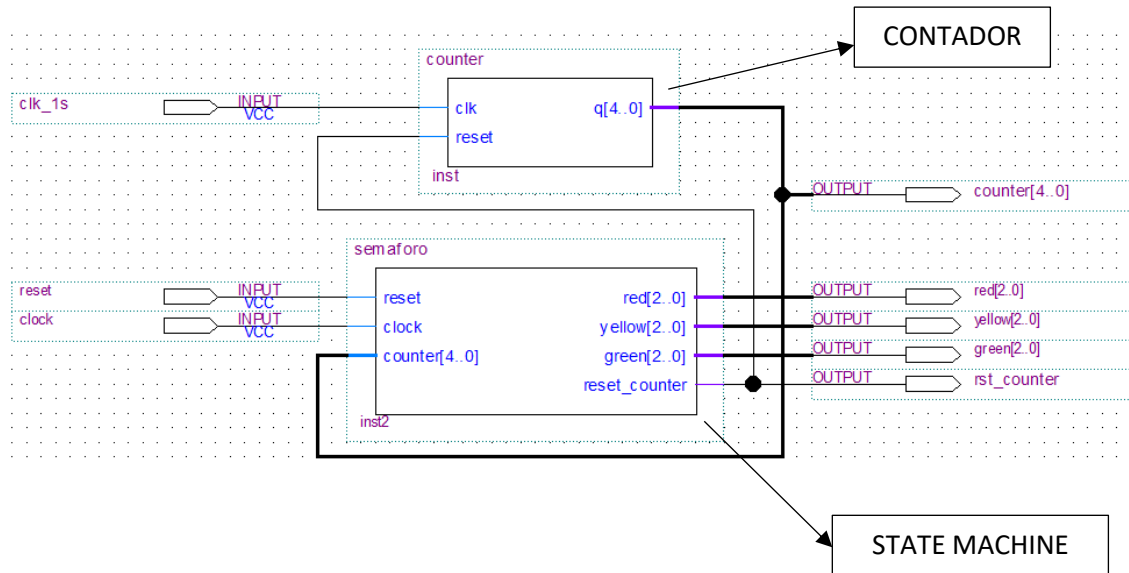 CONTADOR
counter
clk_1s
INPUT
VCC
clk
q[4..0]
reset
inst
OUTPUT
counter[4..0]
semaforo
reset
INPUT
VCC
reset
red[2..0]
OUTPUT
red[2..0]
clock
INPUT
VCC
clock
yellow[2..0]
OUTPUT
yellow[2..0]
counter[4..0]
green[2..0]
OUTPUT
green[2..0]
reset_counter
OUTPUT
rst_counter
inst2
STATE MACHINE